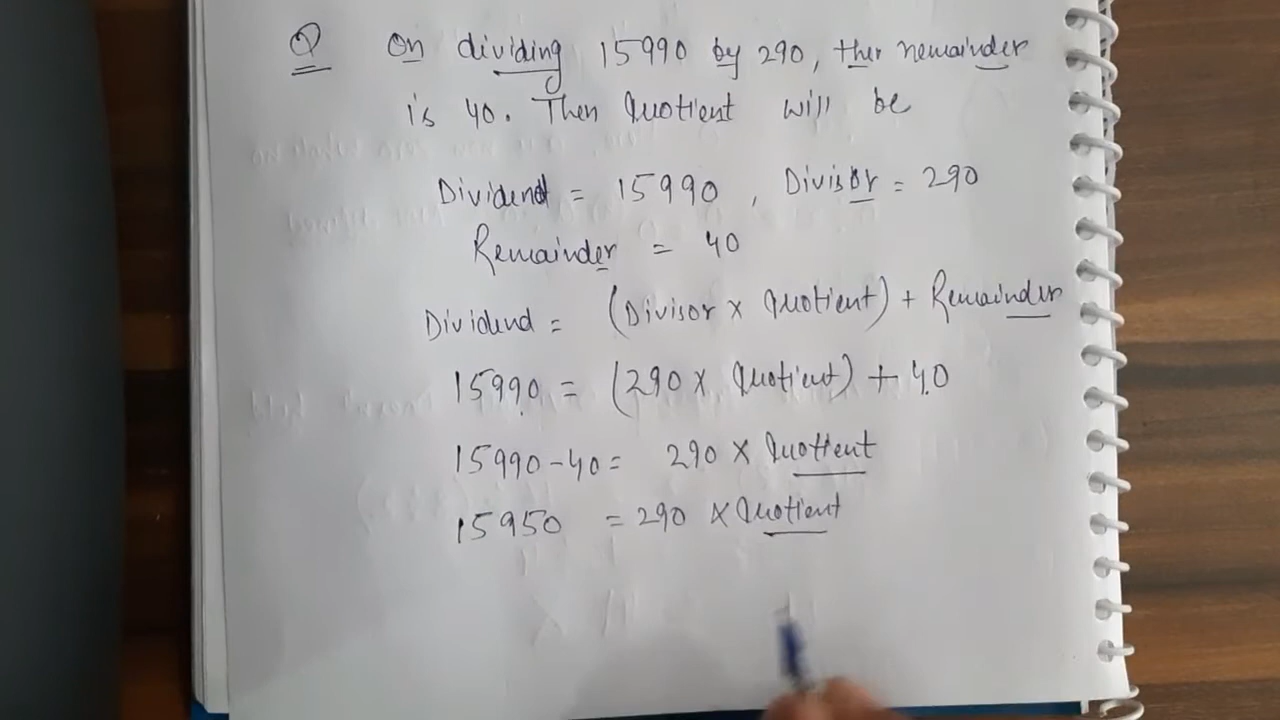 Q On dividing 15990 by 290, ther remainder
is 40. Then Quotient will be
Dividend = 15990, Divisor = 290
Remainder = 40
Dividend = (Divisor × Quotient) + Remainder
15990 = (290 × Quotient) + 40
15990-40 = 290 × Quotient
15950 = 290 × Quotient